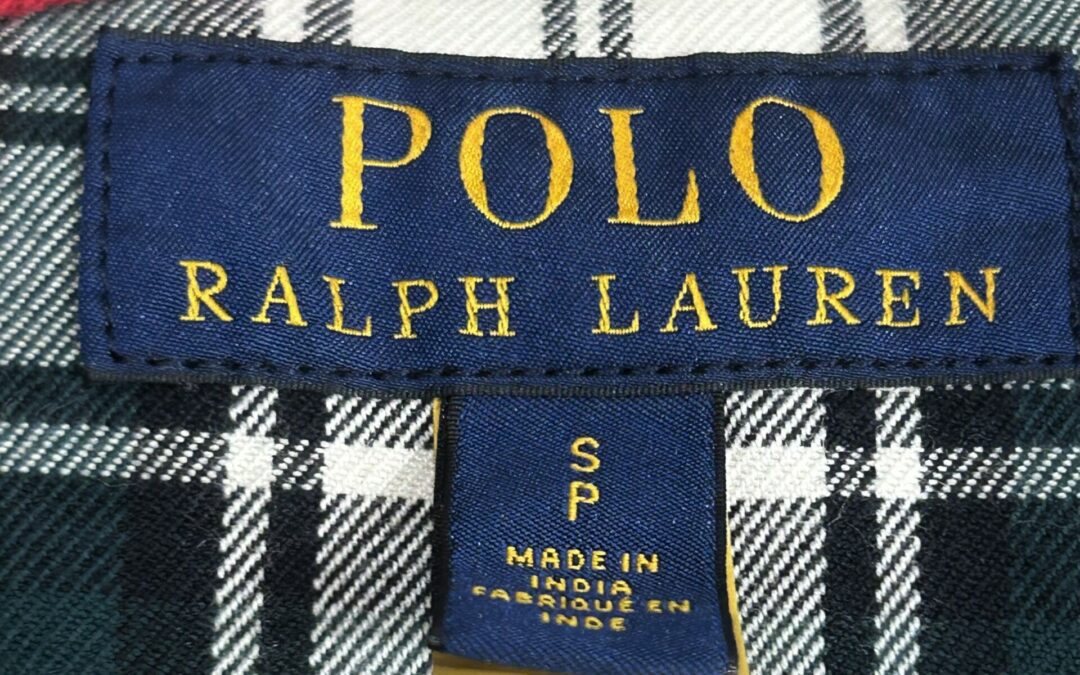 POLO
RALPH LAUREN
S
P
MADE IN
INDIA
FABRIQUÉ EN
INDE